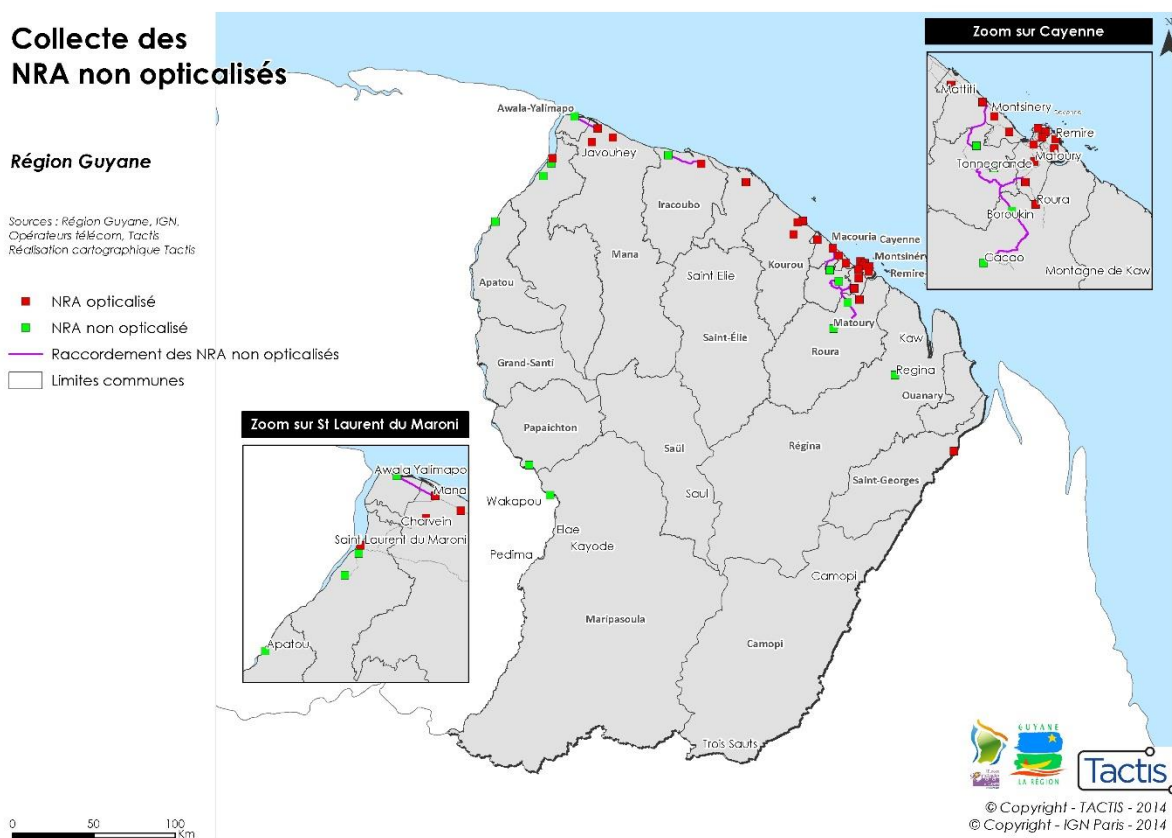 Collecte des
NRA non opticalisés
Région Guyane
Sources : Région Guyane, IGN,
Opérateurs télécom, Tactis
Réalisation cartographique Tactis
NRA opticalisé
NRA non opticalisé
Raccordement des NRA non opticalisés
Limites communes
Zoom sur Cayenne
Matiti
Montsinery
Remire
Tonnegrande
Matoury
Roura
Boroukin
Cacao
Montagne de Kaw
Awala-Yalimapo
Javouhey
Iracoubo
Mana
Macouria
Cayenne
Montsinéry
Remire
Saint Elie
Kourou
Apatou
Saint-Élie
Matoury
Kaw
Roura
Grand-Santi
Regina
Ouanary
Papaichton
Régina
Saül
Saint-Georges
Wakapou
Saul
Elae
Kayode
Pedima
Camopi
Maripasoula
Camopi
Trois Sauts
Zoom sur St Laurent du Maroni
Awala Yalimapo
Mana
Charvein
Saint Laurent du Maroni
Apatou
GUYANE
LA RÉGION
Tactis
© Copyright - TACTIS - 2014
© Copyright - IGN Paris - 2014
0 50 100
Km